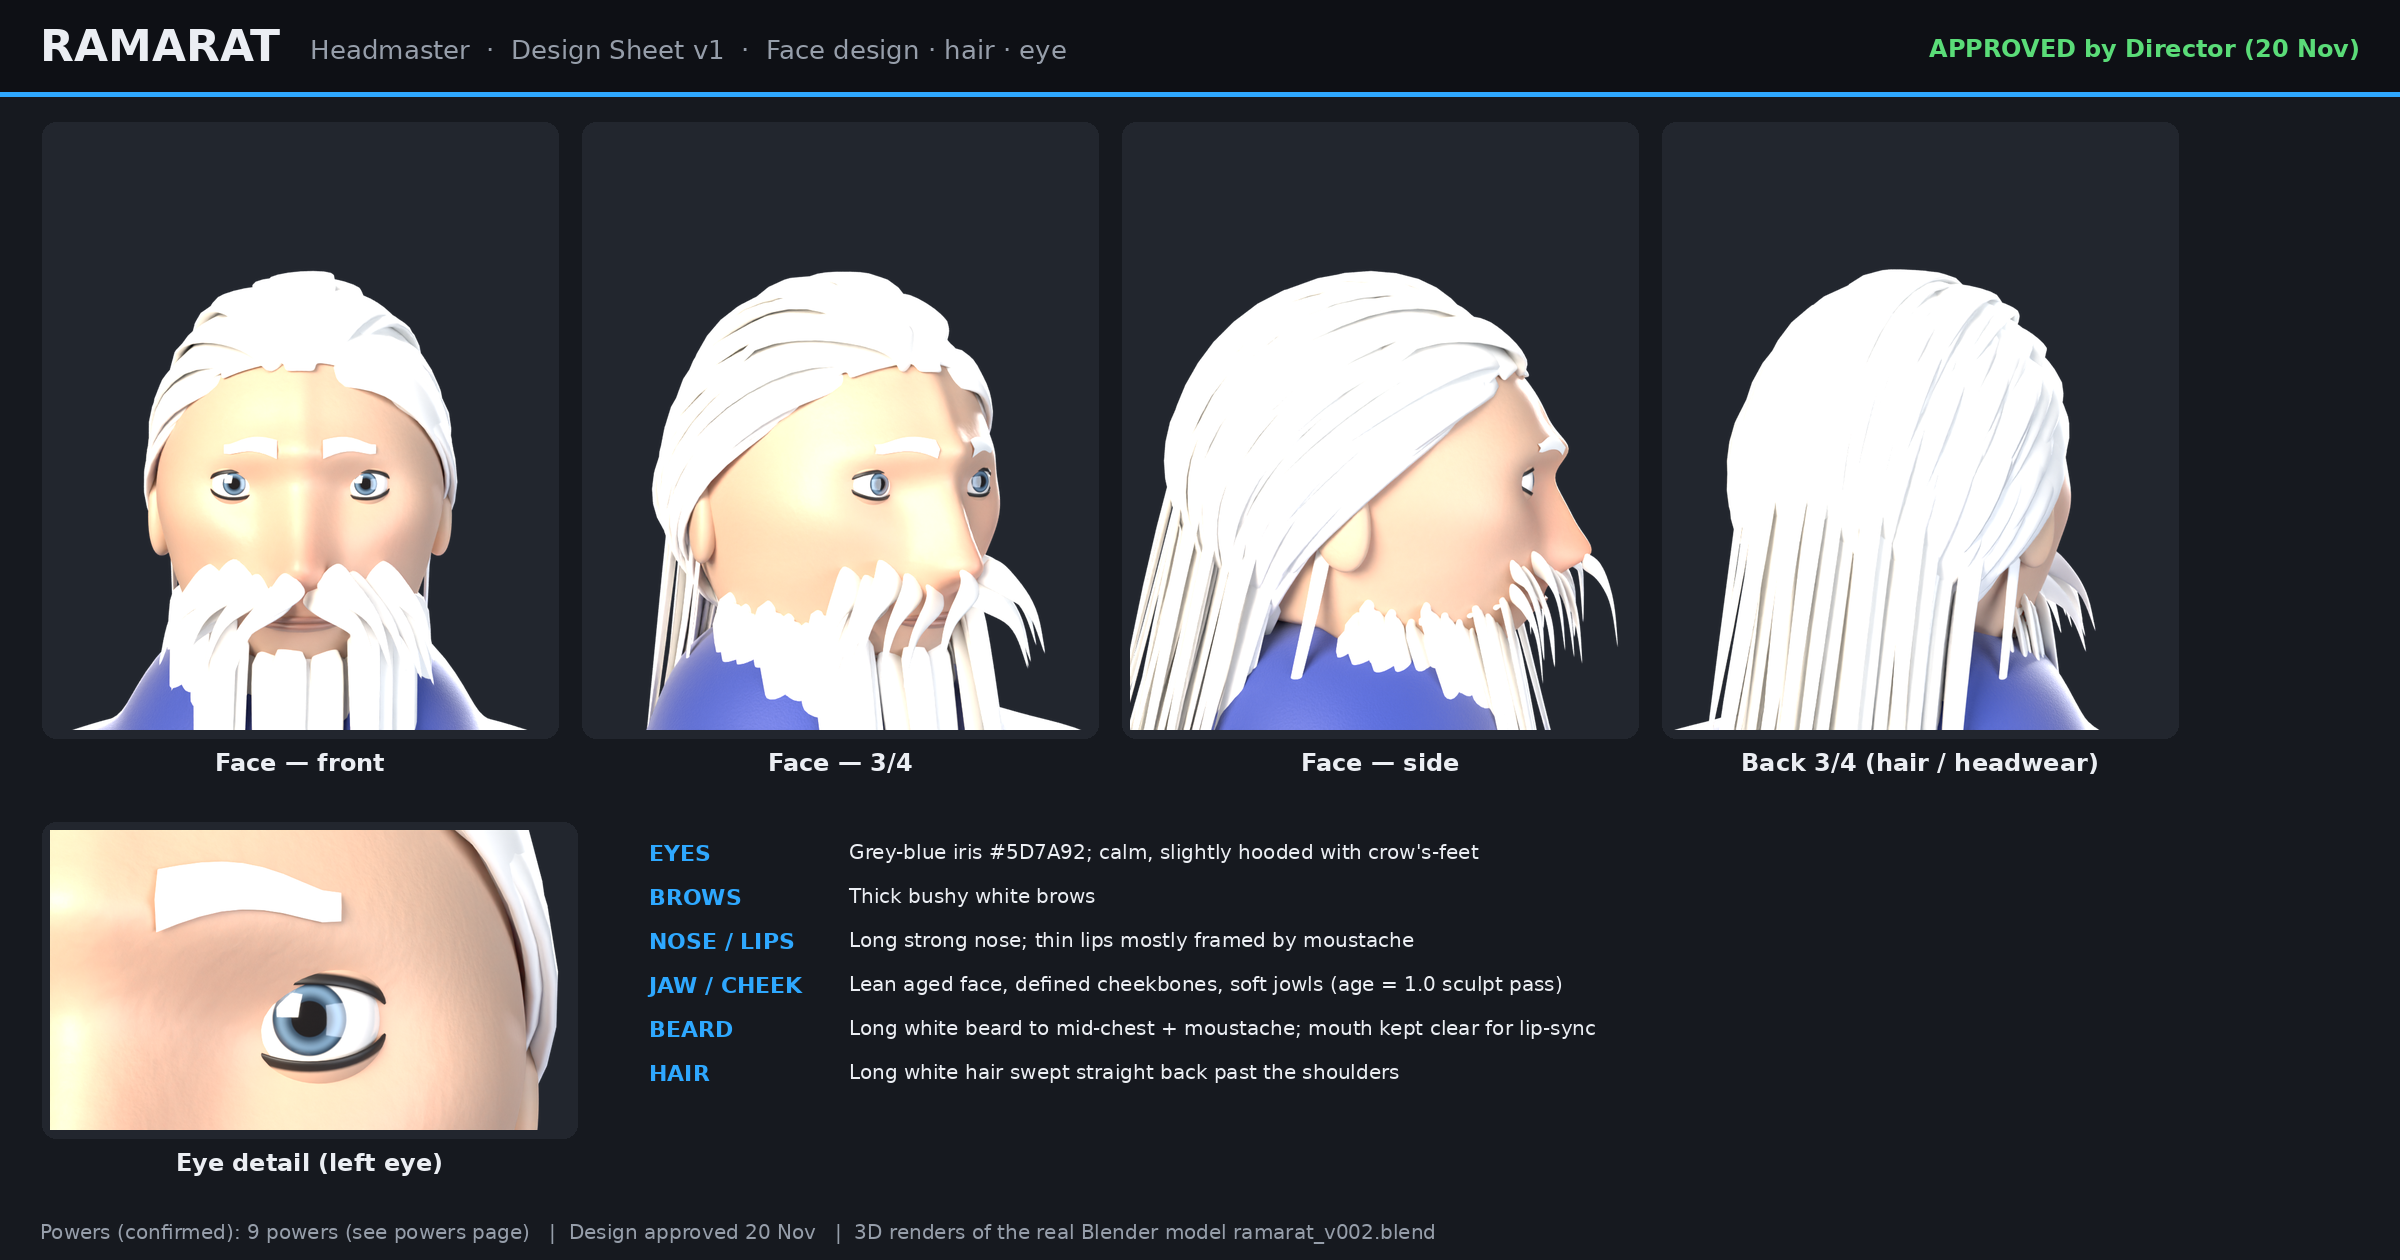 RAMARAT Headmaster · Design Sheet v1 · Face design · hair · eye APPROVED by Director (20 Nov)
Face — front
Face — 3/4
Face — side
Back 3/4 (hair / headwear)
Eye detail (left eye)
EYES Grey-blue iris #5D7A92; calm, slightly hooded with crow's-feet
BROWS Thick bushy white brows
NOSE / LIPS Long strong nose; thin lips mostly framed by moustache
JAW / CHEEK Lean aged face, defined cheekbones, soft jowls (age = 1.0 sculpt pass)
BEARD Long white beard to mid-chest + moustache; mouth kept clear for lip-sync
HAIR Long white hair swept straight back past the shoulders
Powers (confirmed): 9 powers (see powers page) | Design approved 20 Nov | 3D renders of the real Blender model ramarat_v002.blend